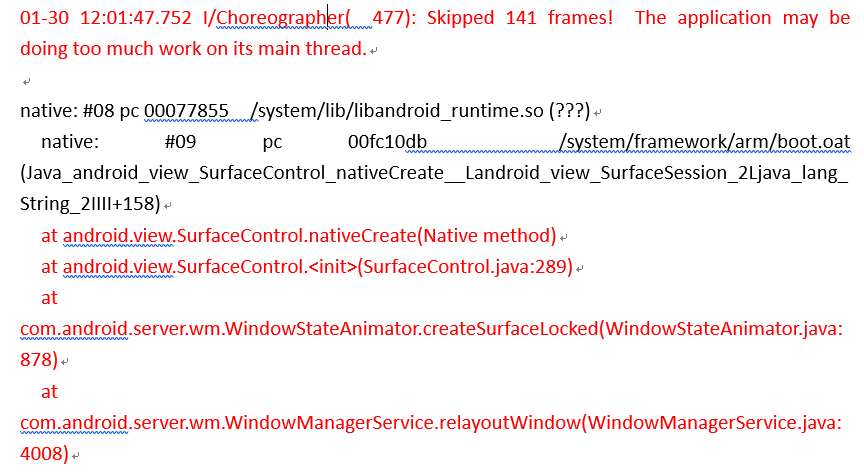 01-30 12:01:47.752 I/Choreographer( 477): Skipped 141 frames! The application may be
doing too much work on its main thread.
native: #08 pc 00077855 /system/lib/libandroid_runtime.so (???)
native: #09 pc 00fc10db /system/framework/arm/boot.oat
(Java_android_view_SurfaceControl_nativeCreate__Landroid_view_SurfaceSession_2Ljava_lang_
String_2IIII+158)
at android.view.SurfaceControl.nativeCreate(Native method)
at android.view.SurfaceControl.<init>(SurfaceControl.java:289)
at
com.android.server.wm.WindowStateAnimator.createSurfaceLocked(WindowStateAnimator.java:
878)
at
com.android.server.wm.WindowManagerService.relayoutWindow(WindowManagerService.java:
4008)